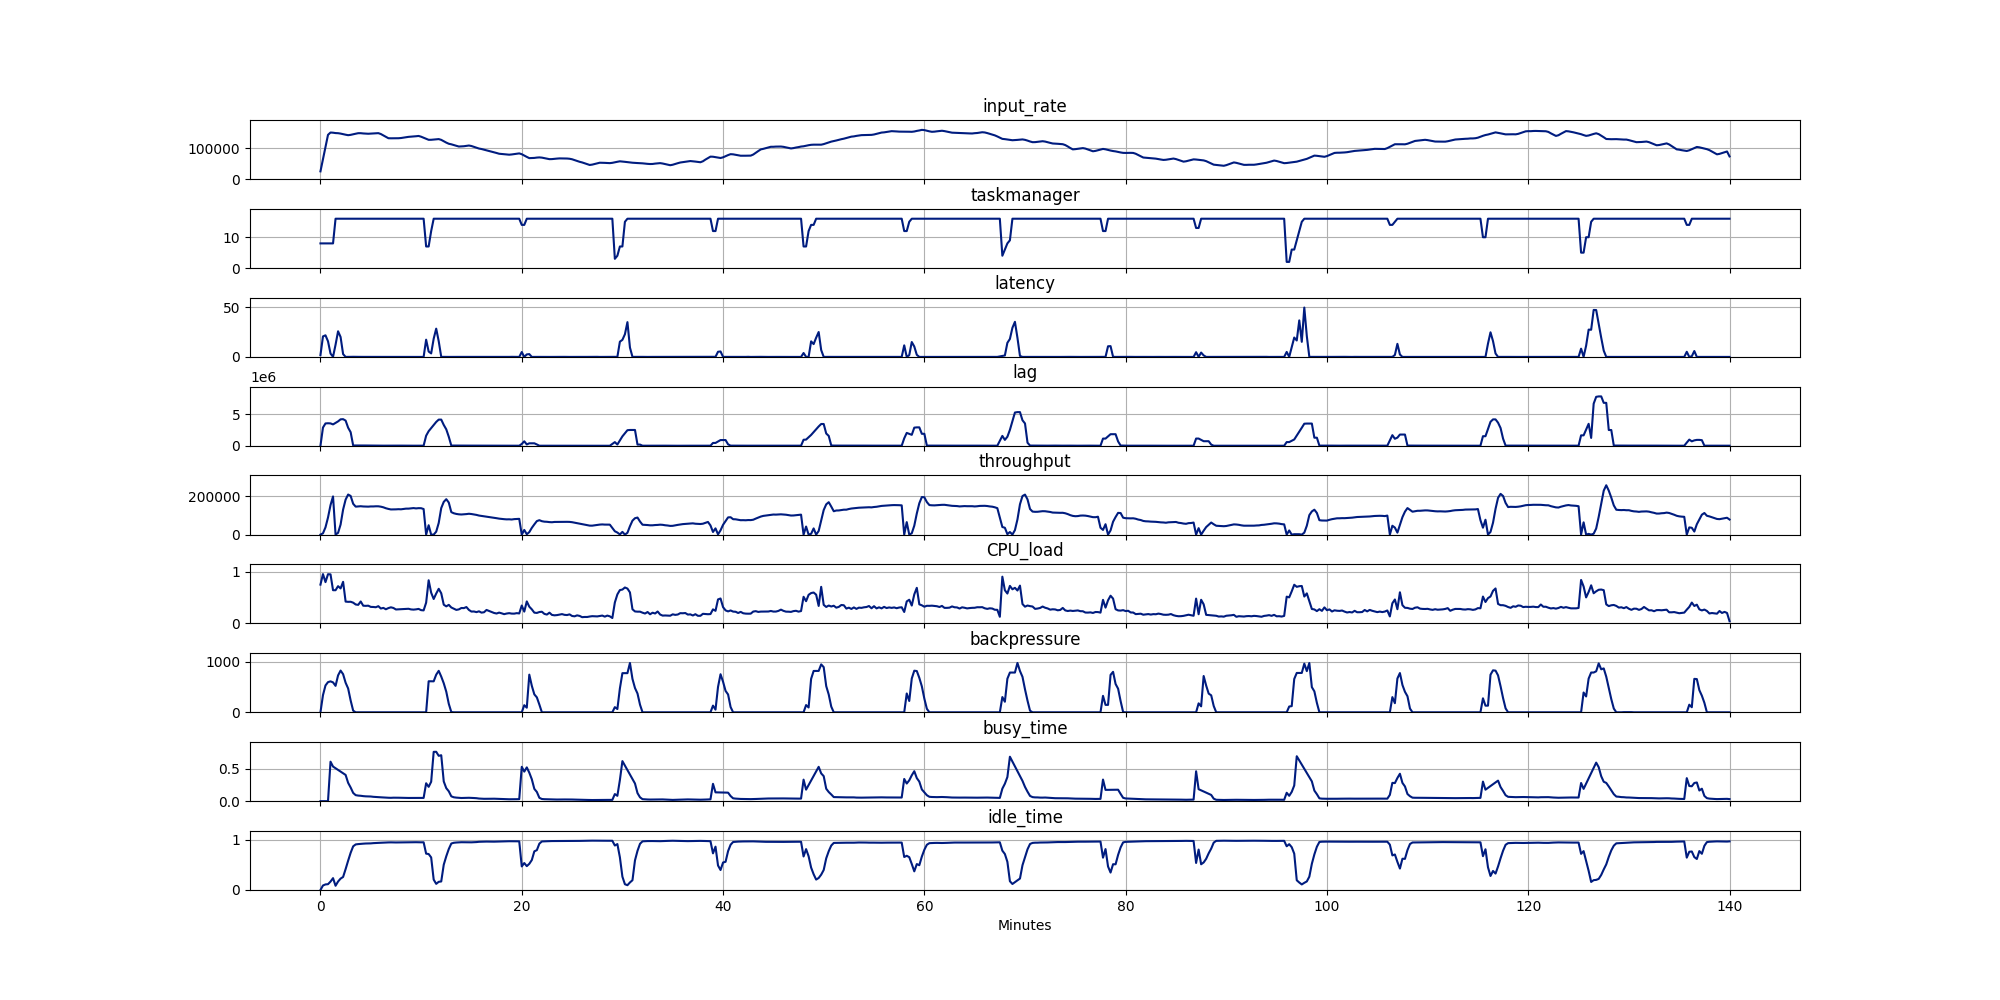 input_rate
100000
0
taskmanager
10
0
latency
50
0
1e6
lag
5
0
throughput
200000
0
CPU_load
1
0
backpressure
1000
0
busy_time
0.5
0.0
idle_time
1
0
0 20 40 60 80 100 120 140
Minutes